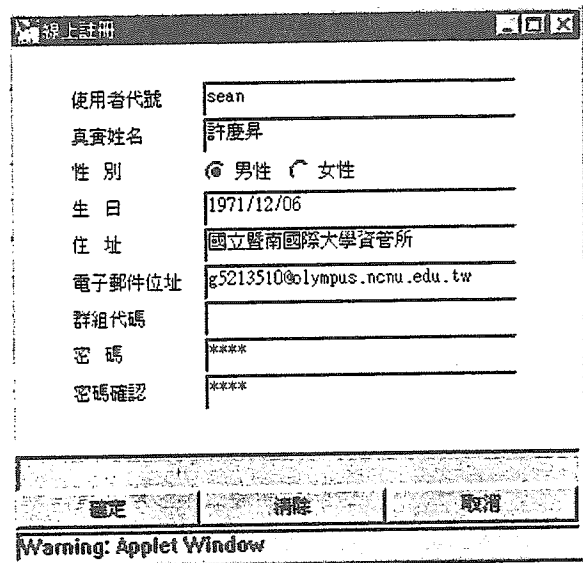 線上註冊
使用者代號 sean
真實姓名 許慶昇
性 別 男性 女性
生 日 1971/12/06
住 址 國立暨南國際大學資管所
電子郵件位址 g5213510@olympus.ncnu.edu.tw
群組代碼
密 碼 ****
密碼確認 ****
確定 清除 取消
Warning: Applet Window